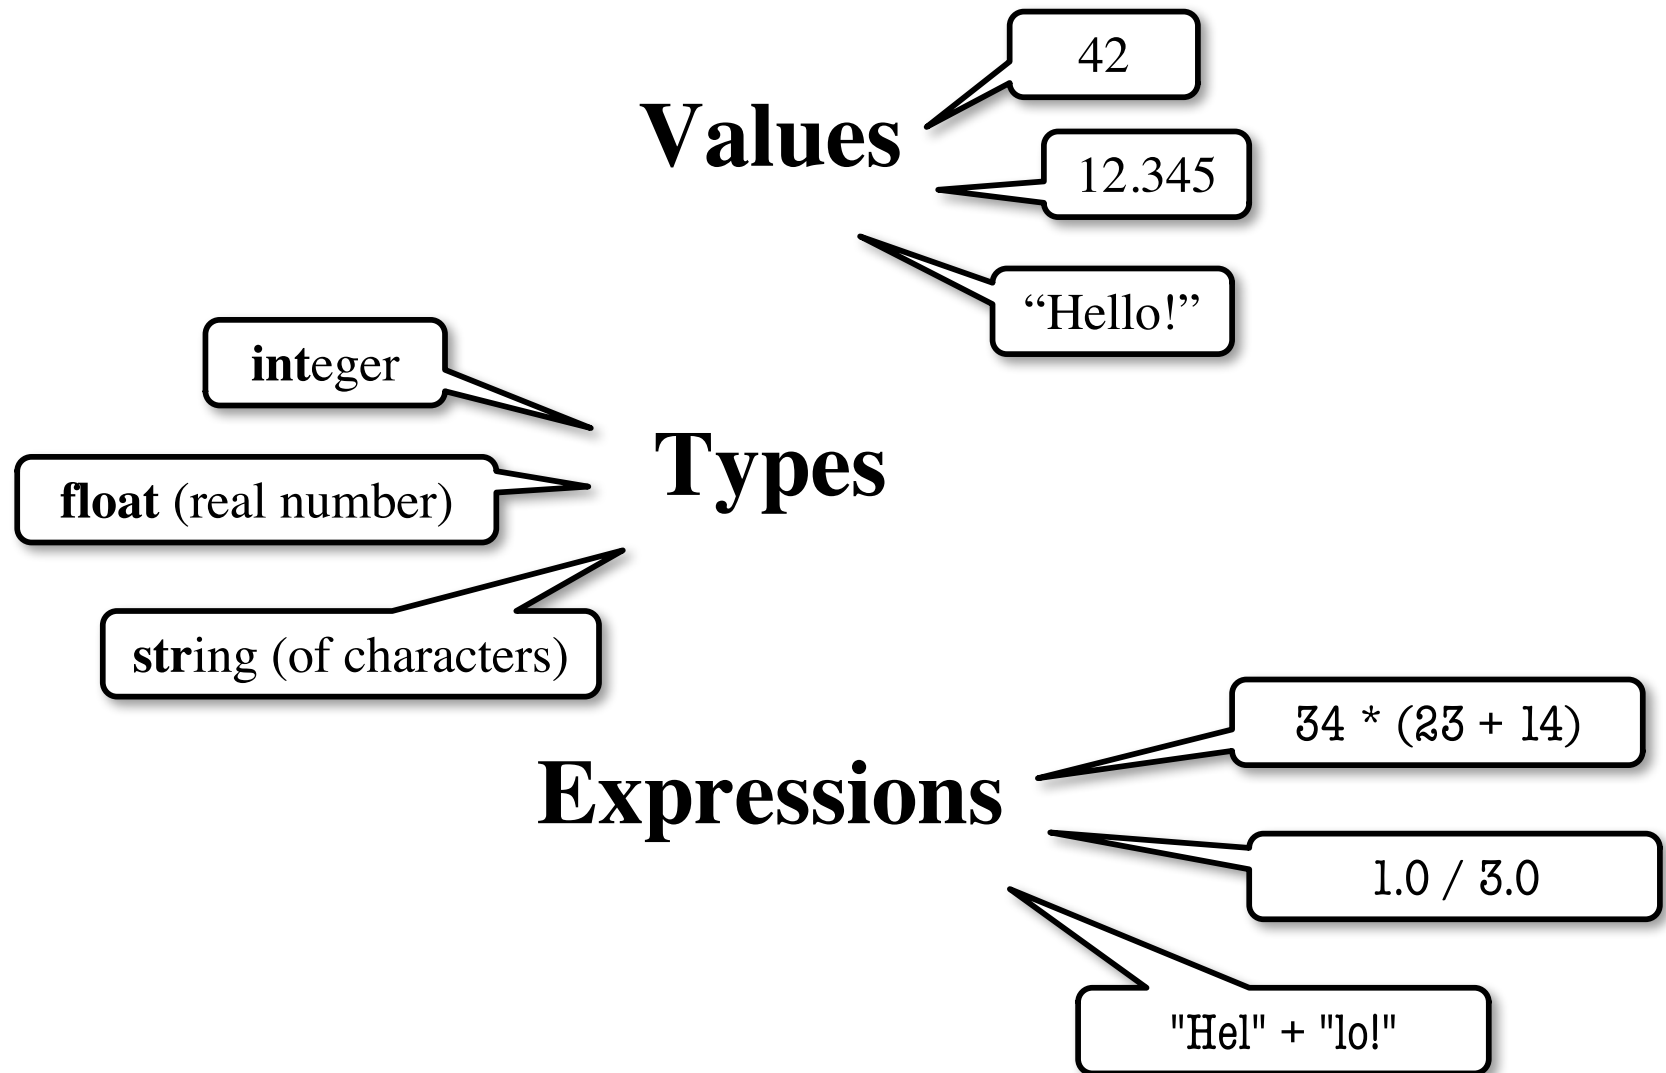 42
Values
12.345
“Hello!”
integer
Types
float (real number)
string (of characters)
34 * (23 + 14)
Expressions
1.0 / 3.0
"Hel" + "lo!"